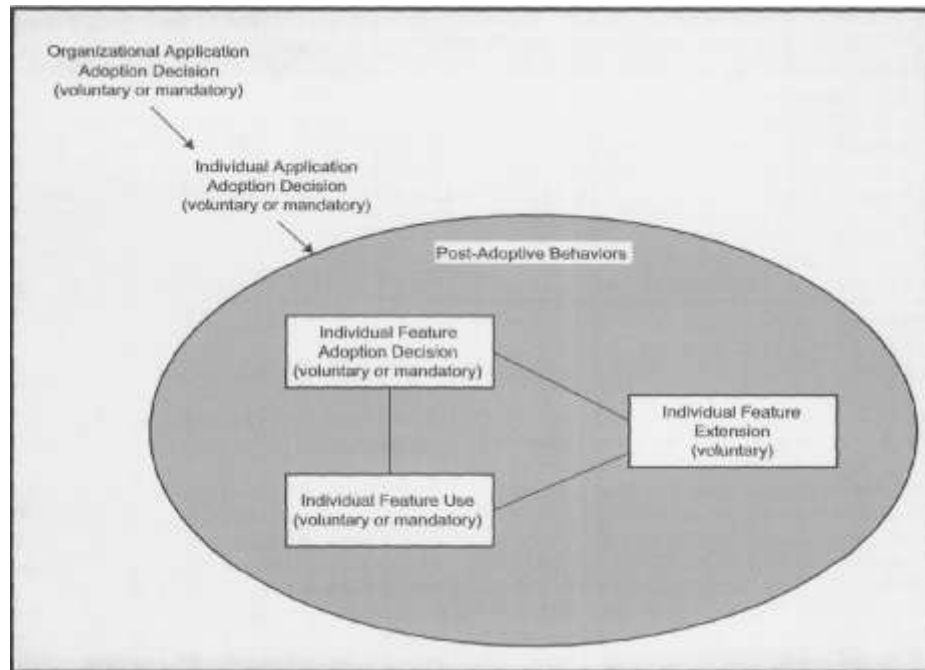 Organizational Application
Adoption Decision
(voluntary or mandatory)
Individual Application
Adoption Decision
(voluntary or mandatory)
Post-Adoptive Behaviors
Individual Feature
Adoption Decision
(voluntary or mandatory)
Individual Feature
Extension
(voluntary)
Individual Feature Use
(voluntary or mandatory)